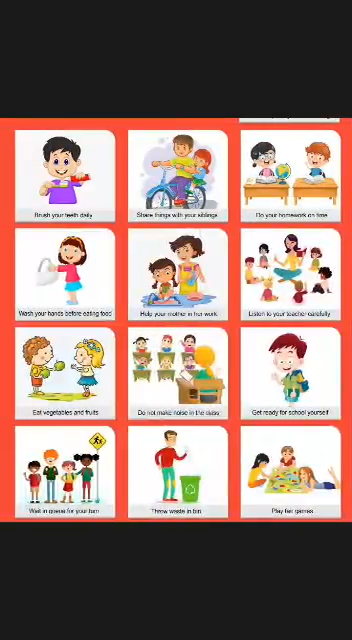 Brush your teeth daily
Share things with your siblings
Do your homework on time
Wash your hands before eating food
Help your mother in her work
Listen to your teacher carefully
Eat vegetables and fruits
Do not make noise in the class
Get ready for school yourself
Wait in queue for your turn
Throw waste in bin
Play fair games